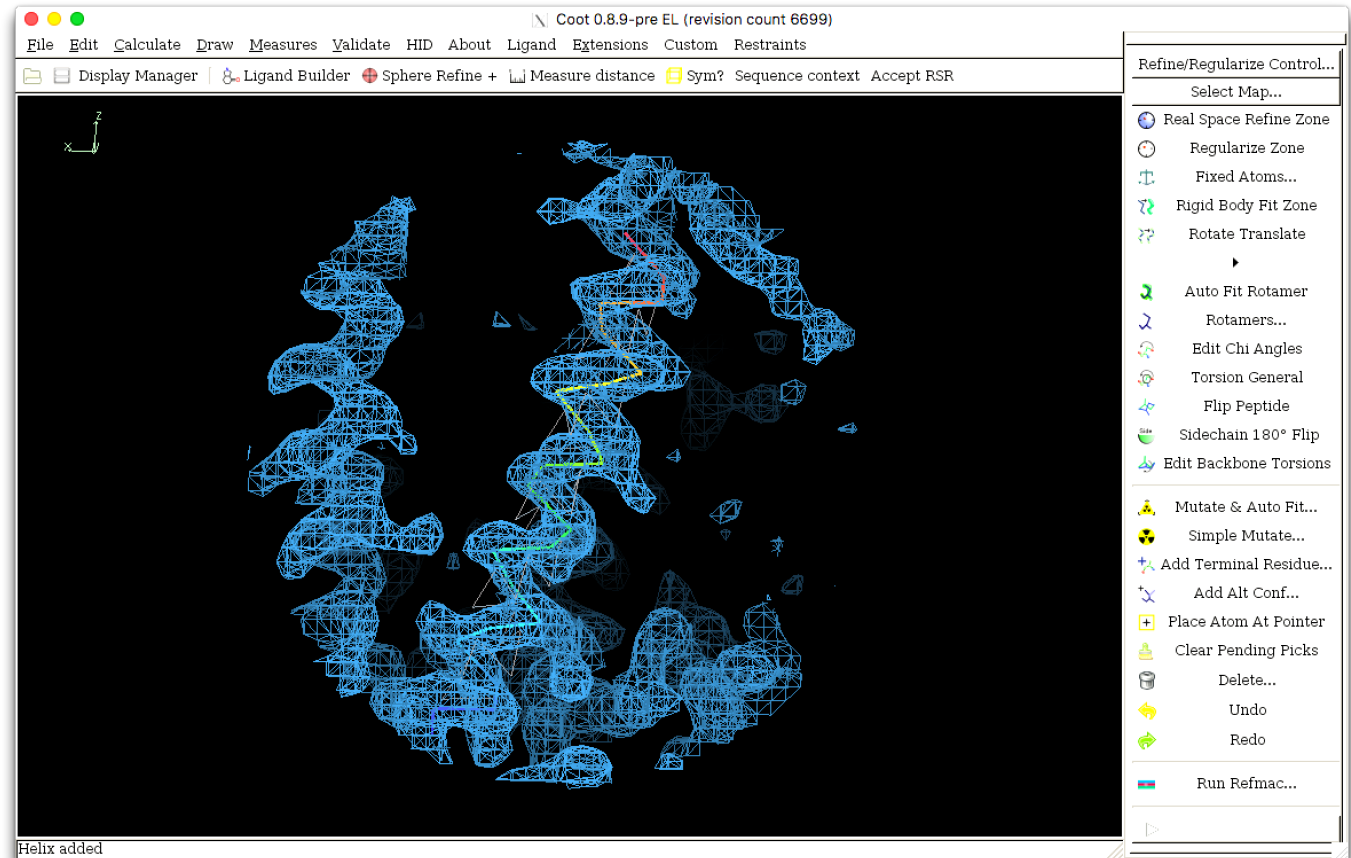 Coot 0.8.9-pre EL (revision count 6699)
File Edit Calculate Draw Measures Validate HID About Ligand Extensions Custom Restraints
Display Manager Ligand Builder Sphere Refine + Measure distance Sym? Sequence context Accept RSR
Refine/Regularize Control...
Select Map...
Real Space Refine Zone
Regularize Zone
Fixed Atoms...
Rigid Body Fit Zone
Rotate Translate
Auto Fit Rotamer
Rotamers...
Edit Chi Angles
Torsion General
Flip Peptide
Side
Sidechain 180° Flip
Edit Backbone Torsions
Mutate & Auto Fit...
Simple Mutate...
Add Terminal Residue...
Add Alt Conf...
Place Atom At Pointer
Clear Pending Picks
Delete...
Undo
Redo
Run Refmac...
z
x
Helix added